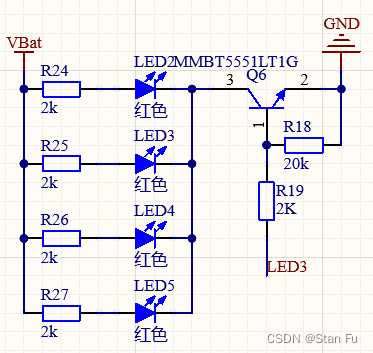 GND
VBat
LED2MMBT5551LT1G
R24
Q6
3
2
2k
红色
1
R25
LED3
R18
2k
红色
20k
R19
2K
R26
LED4
2k
红色
LED3
R27
LED5
2k
红色
CSDN @Stan Fu